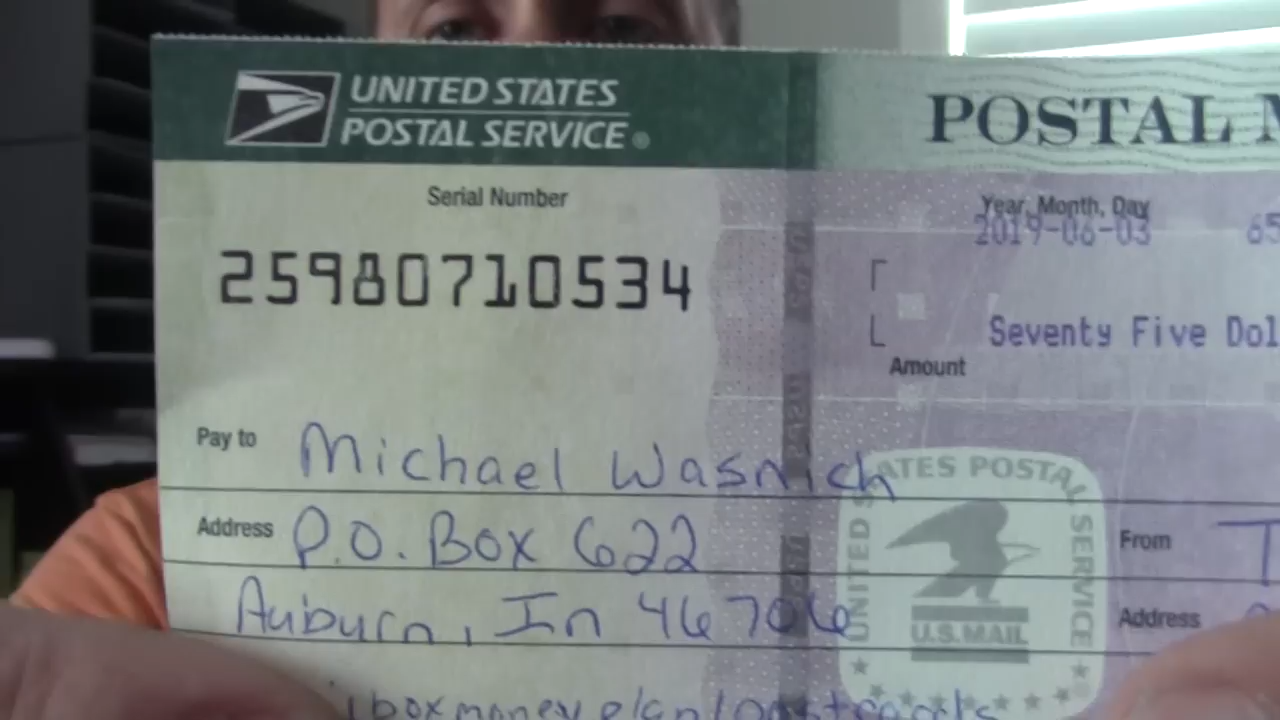 UNITED STATES
POSTAL SERVICE®
POSTAL
Serial Number
25980710534
Year, Month, Day
2019-06-03
65
Seventy Five Dol
Amount
Pay to Michael Wasnich
Address P.O. Box 622
Auburn, In 46706
From T
Address
UNITED STATES POSTAL SERVICE
U.S.MAIL